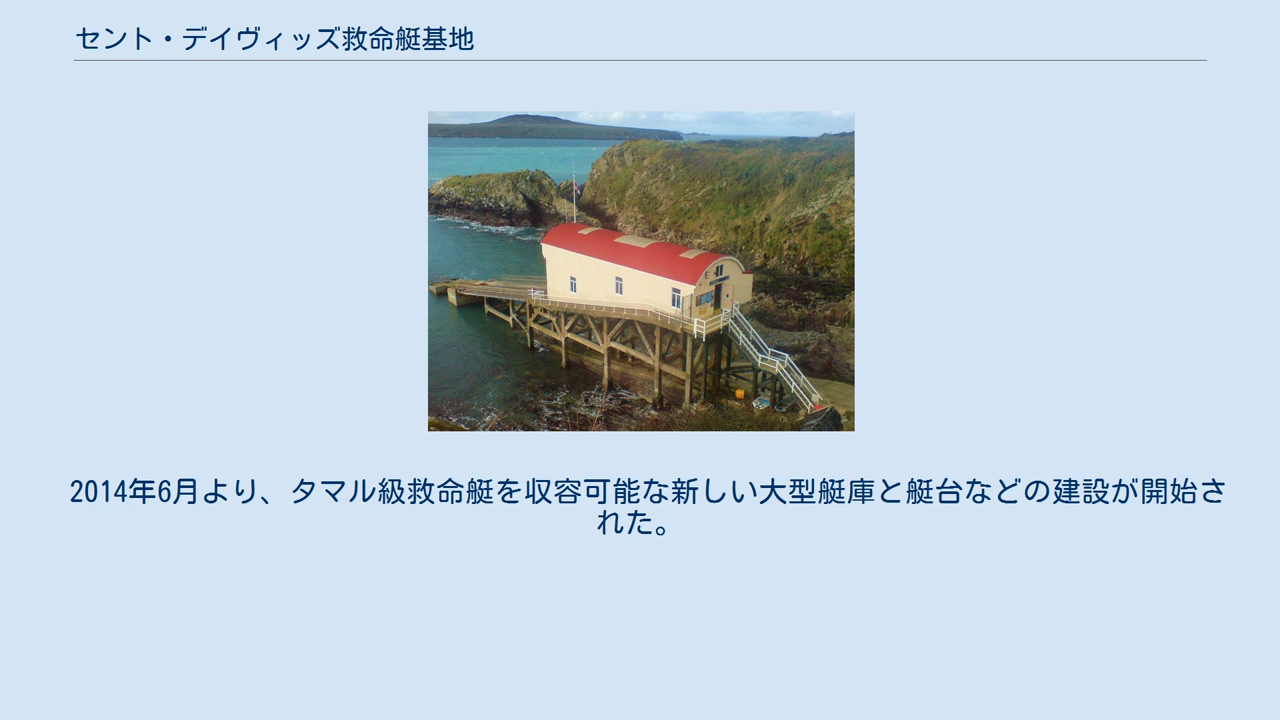 セント・デイヴィッズ救命艇基地
2014年6月より、タマル級救命艇を収容可能な新しい大型艇庫と艇台などの建設が開始さ
れた。